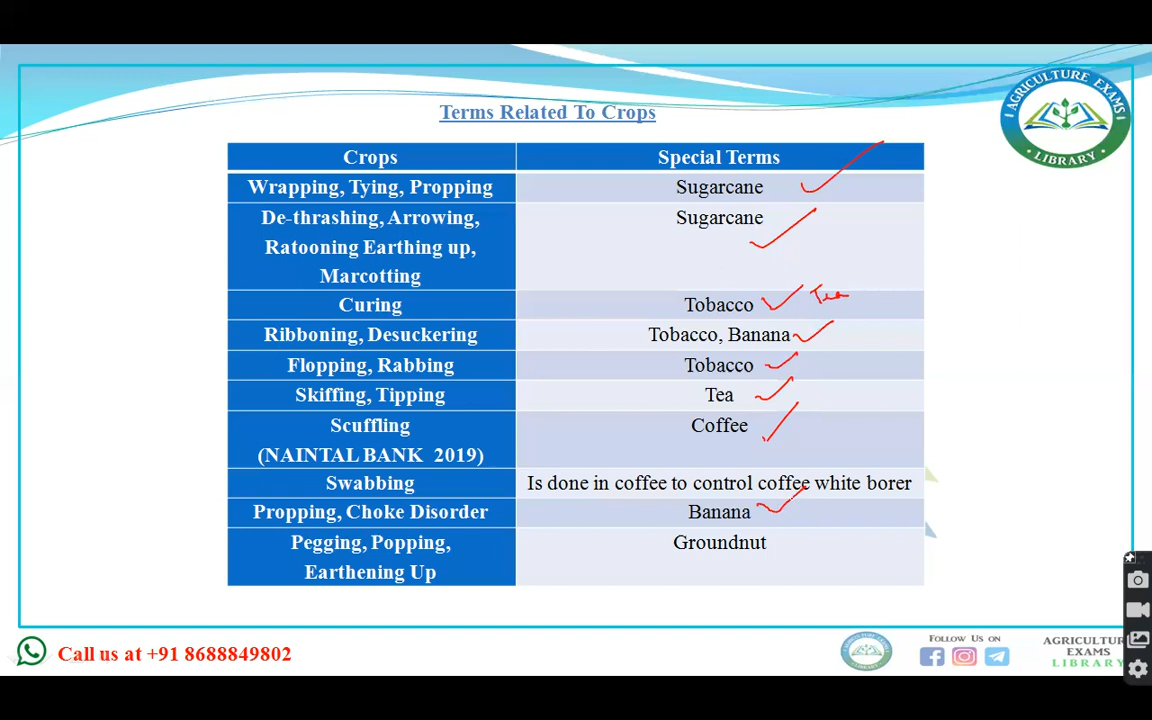 AGRICULTURE EXAMS
LIBRARY
Terms Related To Crops
Crops Special Terms
Wrapping, Tying, Propping Sugarcane
De-thrashing, Arrowing, Sugarcane
Ratooning Earthing up,
Marcotting
Curing Tobacco Tea
Ribboning, Desuckering Tobacco, Banana
Flopping, Rabbing Tobacco
Skiffing, Tipping Tea
Scuffling Coffee
(NAINTAL BANK 2019)
Swabbing Is done in coffee to control coffee white borer
Propping, Choke Disorder Banana
Pegging, Popping, Groundnut
Earthening Up
Call us at +91 8688849802
FOLLOW US ON
AGRICULTUR
EXAMS
LIBRARY